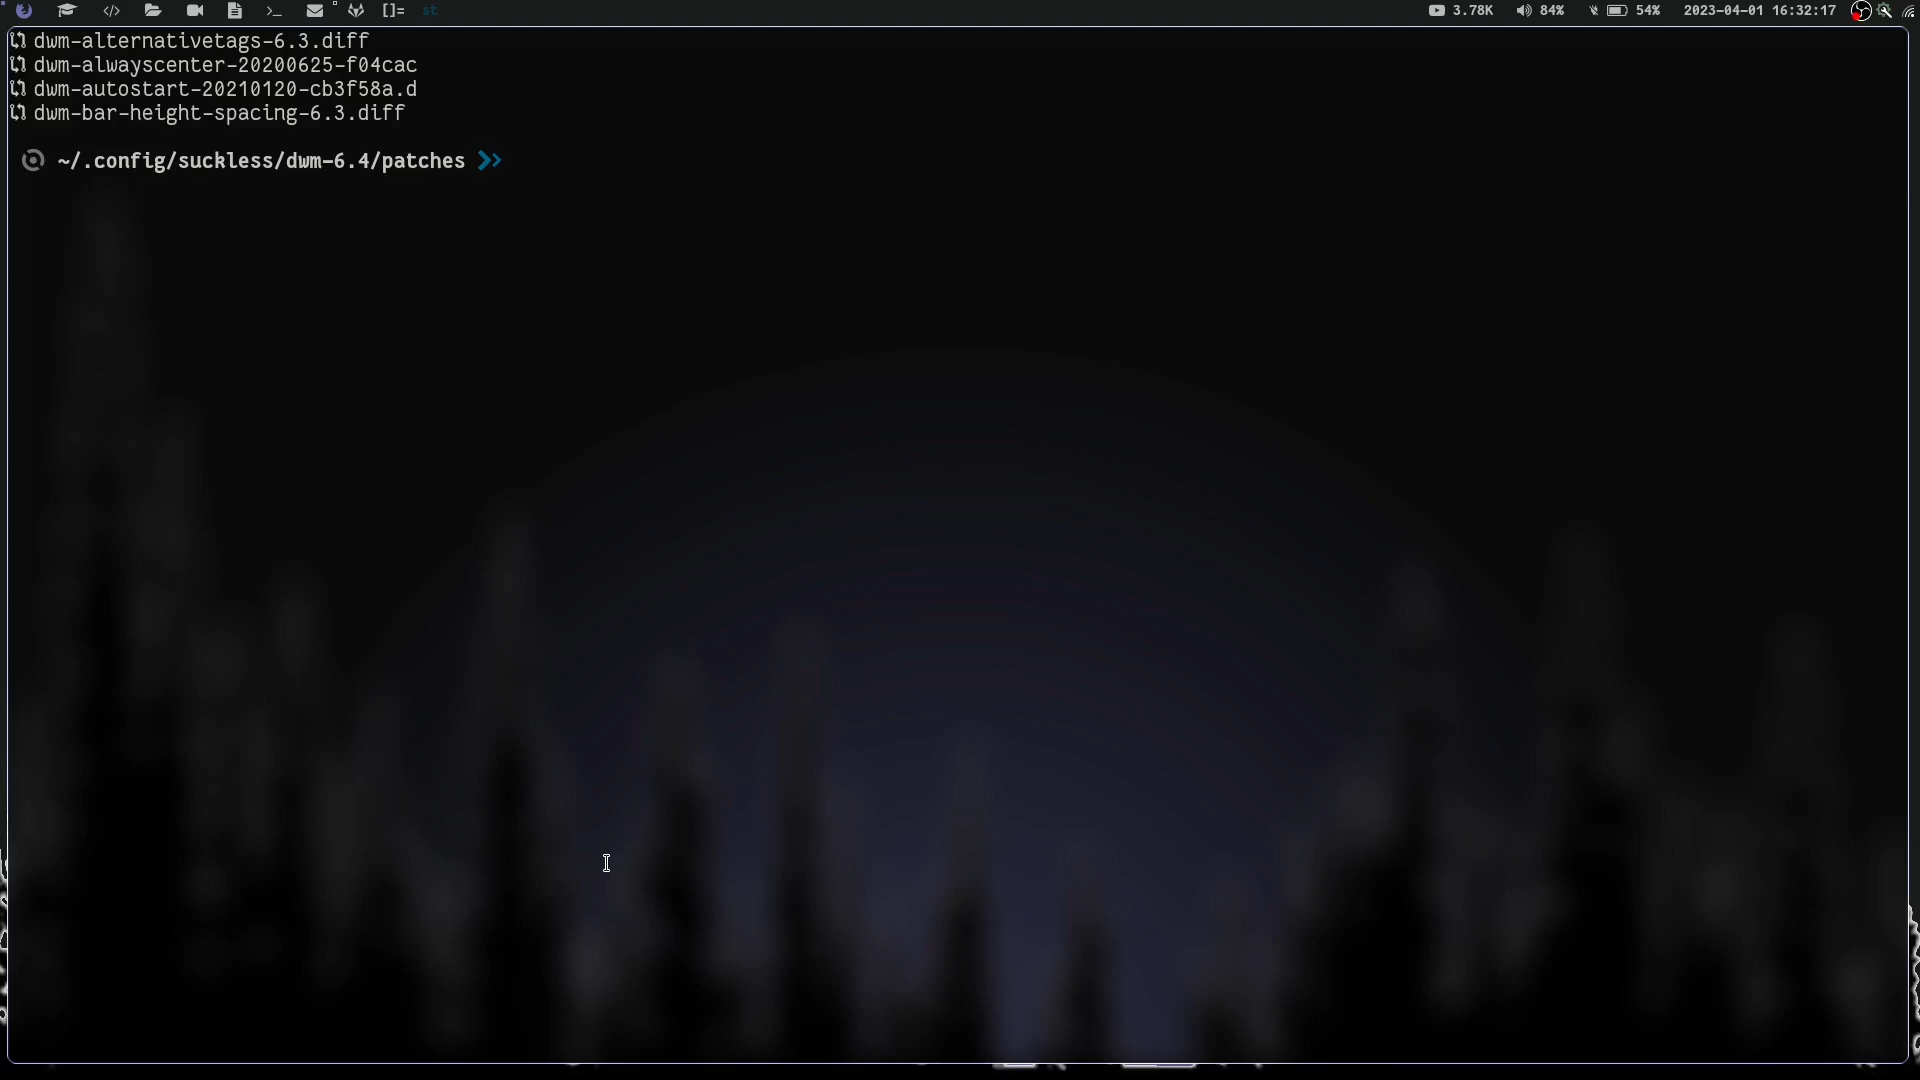 []= st 3.78K 84% 54% 2023-04-01 16:32:17
dwm-alternativetags-6.3.diff
dwm-alwayscenter-20200625-f04cac
dwm-autostart-20210120-cb3f58a.d
dwm-bar-height-spacing-6.3.diff
~/.config/suckless/dwm-6.4/patches